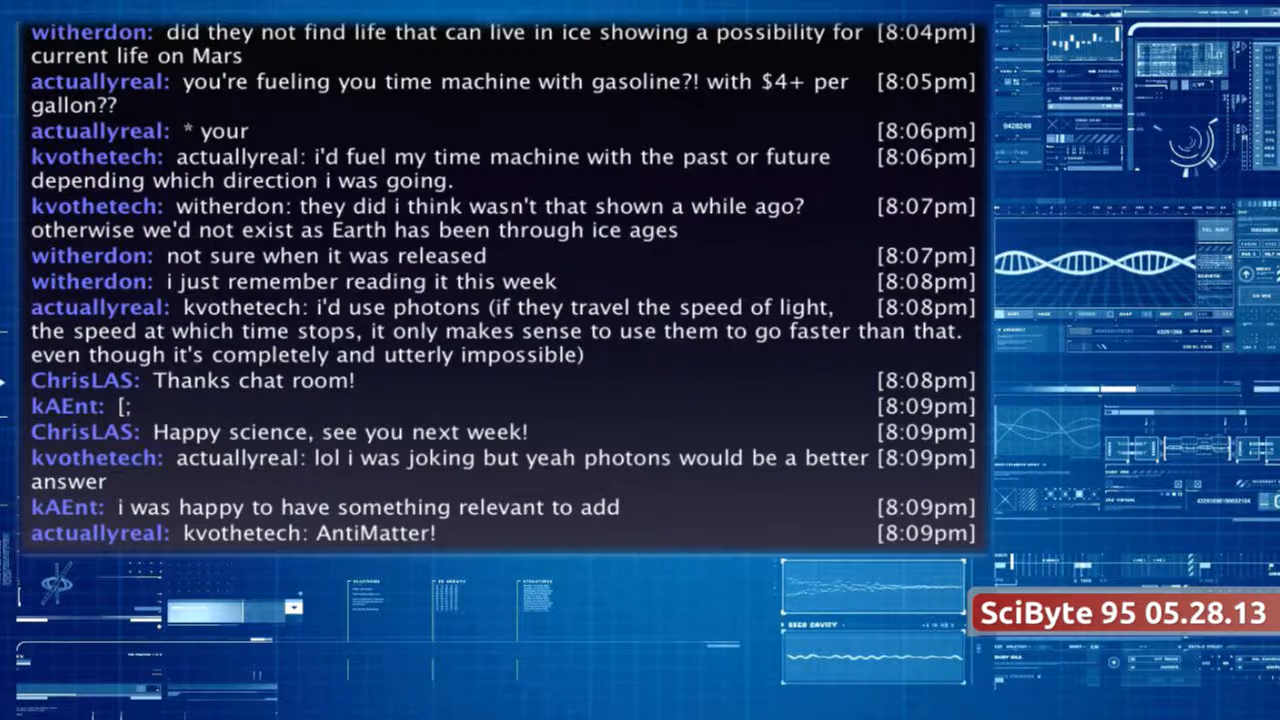 witherdon: did they not find life that can live in ice showing a possibility for [8:04pm]
current life on Mars
actuallyreal: you're fueling you time machine with gasoline?! with $4+ per [8:05pm]
gallon??
actuallyreal: * your [8:06pm]
kvothetech: actuallyreal: i'd fuel my time machine with the past or future [8:06pm]
depending which direction i was going.
kvothetech: witherdon: they did i think wasn't that shown a while ago? [8:07pm]
otherwise we'd not exist as Earth has been through ice ages
witherdon: not sure when it was released [8:07pm]
witherdon: i just remember reading it this week [8:08pm]
actuallyreal: kvothetech: i'd use photons (if they travel the speed of light, [8:08pm]
the speed at which time stops, it only maks sense to use them to go faster than that.
even though it's completely and utterly impossible)
ChrisLAS: Thanks chat room! [8:08pm]
kAEnt: [; [8:09pm]
ChrisLAS: Happy science, see you next week! [8:09pm]
kvothetech: actuallyreal: lol i was joking but yeah photons would be a better [8:09pm]
answer
kAEnt: i was happy to have something relevant to add [8:09pm]
actuallyreal: kvothetech: AntiMatter! [8:09pm]
SciByte 95 05.28.13